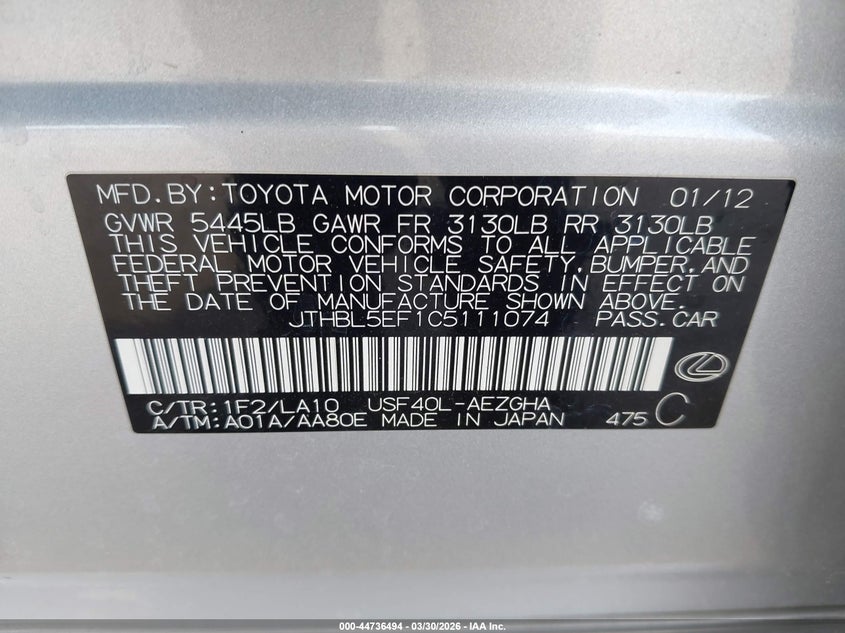 MFD.BY:TOYOTA MOTOR CORPORATION 01/12
GVWR 5445LB GAWR FR 3130LB RR 3130LB
THIS VEHICLE CONFORMS TO ALL APPLICABLE
FEDERAL MOTOR VEHICLE SAFETY,BUMPER,AND
THEFT PREVENTION STANDARDS IN EFFECT ON
THE DATE OF MANUFACTURE SHOWN ABOVE.
JTHBL5EF1C5111074 PASS.CAR
C/TR:1F2/LA10 USF40L-AEZGHA
A/TM:A01A/AA80E MADE IN JAPAN 475 C
000-44736494 - 03/30/2026 - IAA Inc.